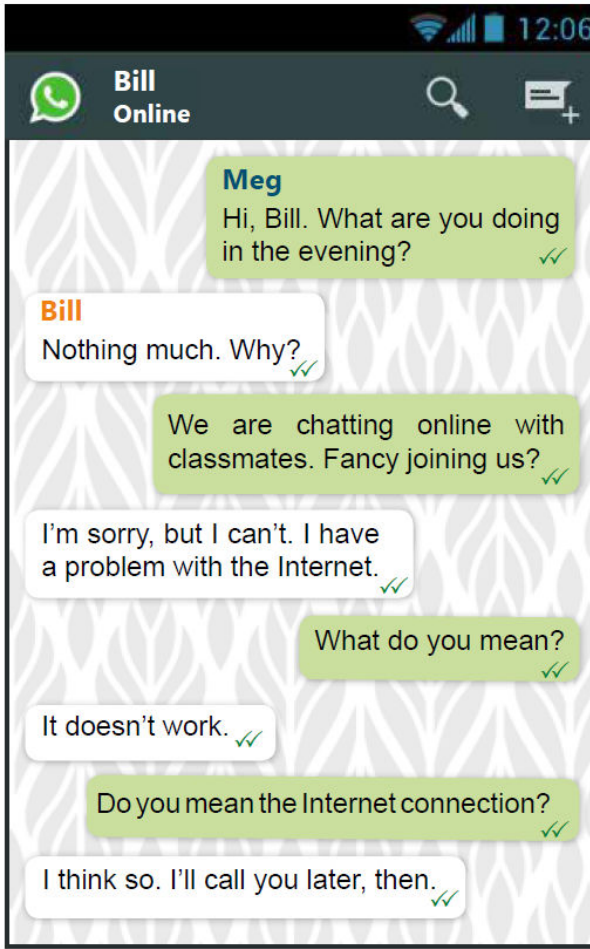 12:06
Bill
Online
Meg
Hi, Bill. What are you doing
in the evening?
Bill
Nothing much. Why?
We are chatting online with
classmates. Fancy joining us?
I'm sorry, but I can't. I have
a problem with the Internet.
What do you mean?
It doesn't work.
Do you mean the Internet connection?
I think so. I'll call you later, then.